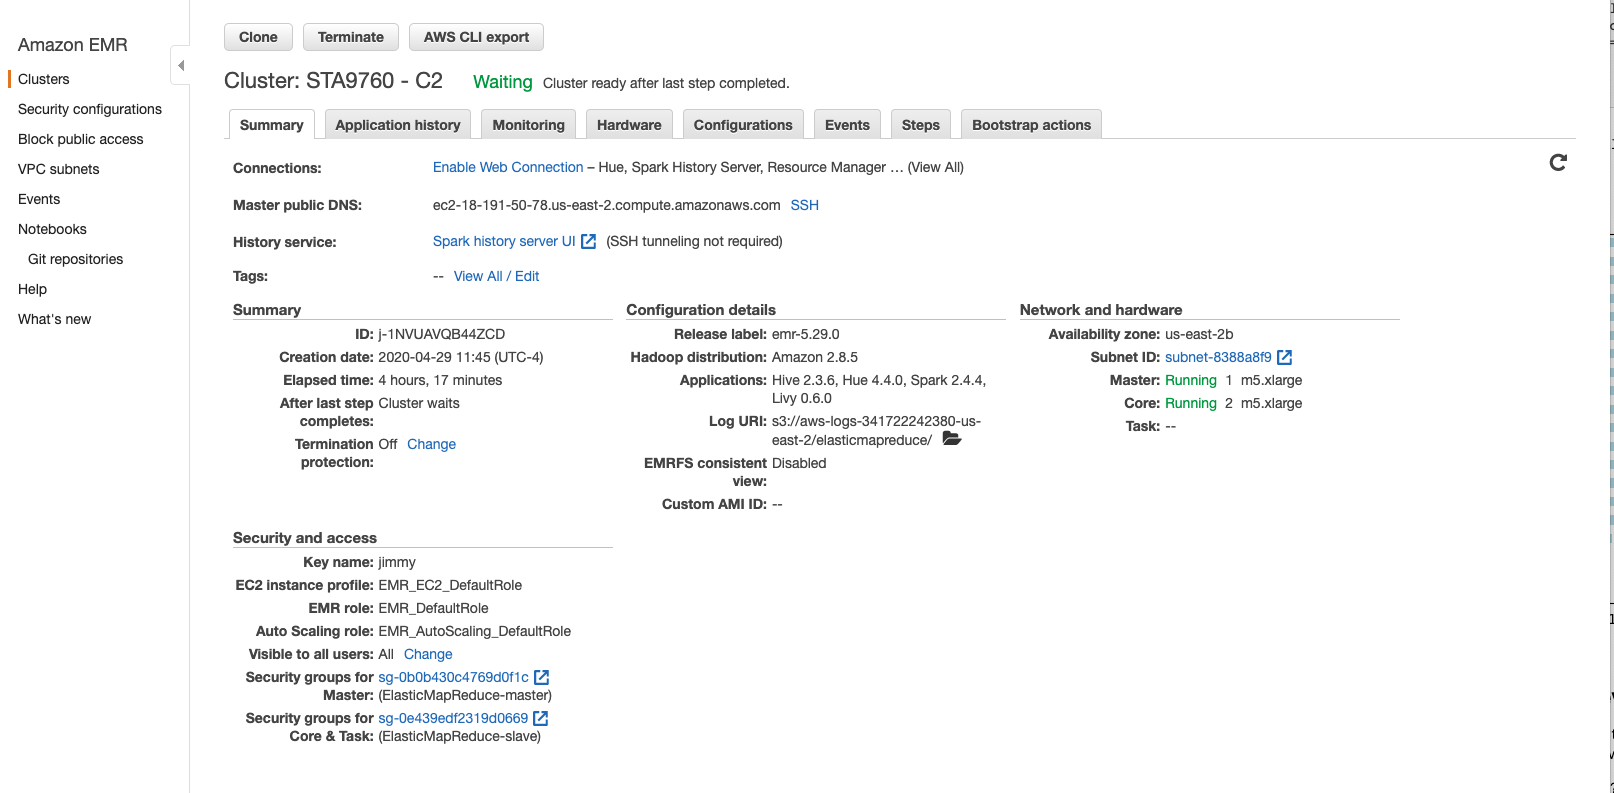 Amazon EMR
Clusters
Security configurations
Block public access
VPC subnets
Events
Notebooks
Git repositories
Help
What's new
Clone Terminate AWS CLI export
Cluster: STA9760 - C2 Waiting Cluster ready after last step completed.
Summary Application history Monitoring Hardware Configurations Events Steps Bootstrap actions
Connections: Enable Web Connection – Hue, Spark History Server, Resource Manager … (View All)
Master public DNS: ec2-18-191-50-78.us-east-2.compute.amazonaws.com SSH
History service: Spark history server UI (SSH tunneling not required)
Tags: -- View All / Edit
Summary
ID: j-1NVUAVQB44ZCD
Creation date: 2020-04-29 11:45 (UTC-4)
Elapsed time: 4 hours, 17 minutes
After last step Cluster waits
completes:
Termination Off Change
protection:
Configuration details
Release label: emr-5.29.0
Hadoop distribution: Amazon 2.8.5
Applications: Hive 2.3.6, Hue 4.4.0, Spark 2.4.4,
Livy 0.6.0
Log URI: s3://aws-logs-341722242380-us-
east-2/elasticmapreduce/
EMRFS consistent Disabled
view:
Custom AMI ID: --
Network and hardware
Availability zone: us-east-2b
Subnet ID: subnet-8388a8f9
Master: Running 1 m5.xlarge
Core: Running 2 m5.xlarge
Task: --
Security and access
Key name: jimmy
EC2 instance profile: EMR_EC2_DefaultRole
EMR role: EMR_DefaultRole
Auto Scaling role: EMR_AutoScaling_DefaultRole
Visible to all users: All Change
Security groups for sg-0b0b430c4769d0f1c
Master: (ElasticMapReduce-master)
Security groups for sg-0e439edf2319d0669
Core & Task: (ElasticMapReduce-slave)